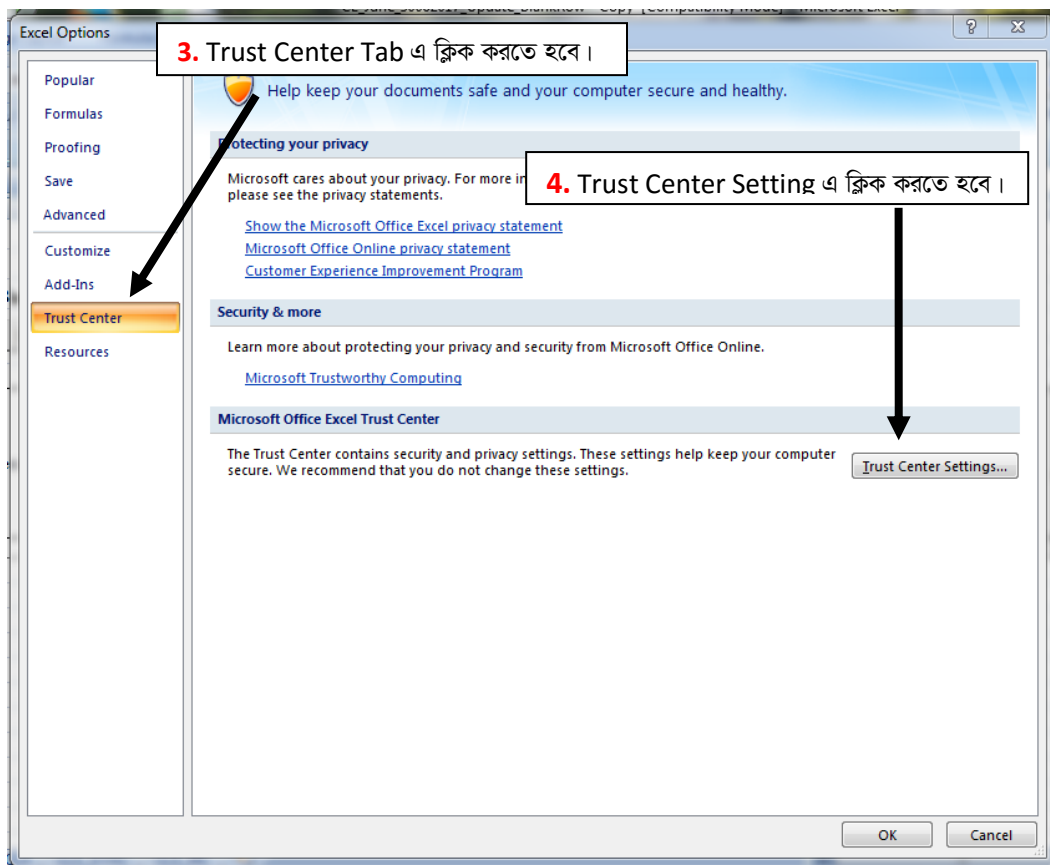 Excel Options
3. Trust Center Tab এ ক্লিক করতে হবে।
Popular
Formulas
Proofing
Save
Advanced
Customize
Add-Ins
Trust Center
Resources
Help keep your documents safe and your computer secure and healthy.
Protecting your privacy
Microsoft cares about your privacy. For more
please see the privacy statements.
4. Trust Center Setting এ ক্লিক করতে হবে।
Show the Microsoft Office Excel privacy statement
Microsoft Office Online privacy statement
Customer Experience Improvement Program
Security & more
Learn more about protecting your privacy and security from Microsoft Office Online.
Microsoft Trustworthy Computing
Microsoft Office Excel Trust Center
The Trust Center contains security and privacy settings. These settings help keep your computer
secure. We recommend that you do not change these settings.
Trust Center Settings...
OK
Cancel